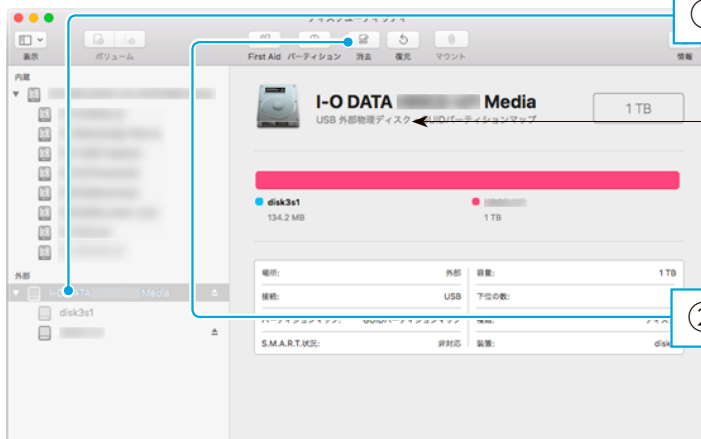 ディスクユーティリティ
表示
ボリューム
First Aid パーティション 消去 復元 マウント
情報
①
内蔵
I-O DATA Media
USB 外部物理ディスク GUIDパーティションマップ
1 TB
disk3s1
134.2 MB
1 TB
外部
I-O DATA Media
disk3s1
場所: 外部
容量: 1 TB
接続: USB
下位の数:
②
パーティションマップ: GUIDパーティションマップ
種類: ディス
S.M.A.R.T.状況: 非対応
装置: disk